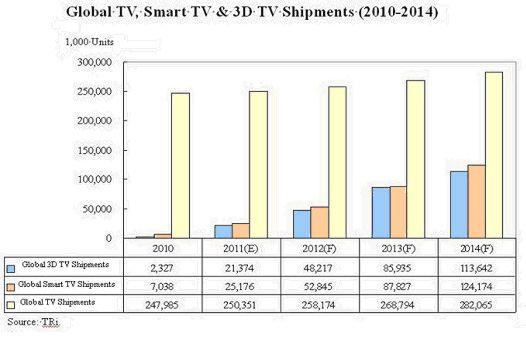 Global TV, Smart TV & 3D TV Shipments (2010-2014)
1,000 Units
300,000
250,000
200,000
150,000
100,000
50,000
0
2010 2011(E) 2012(F) 2013(F) 2014(F)
Global 3D TV Shipments 2,327 21,374 48,217 85,935 113,642
Global Smart TV Shipments 7,038 25,176 52,845 87,827 124,174
Global TV Shipments 247,985 250,351 258,174 268,794 282,065
Source: TRi